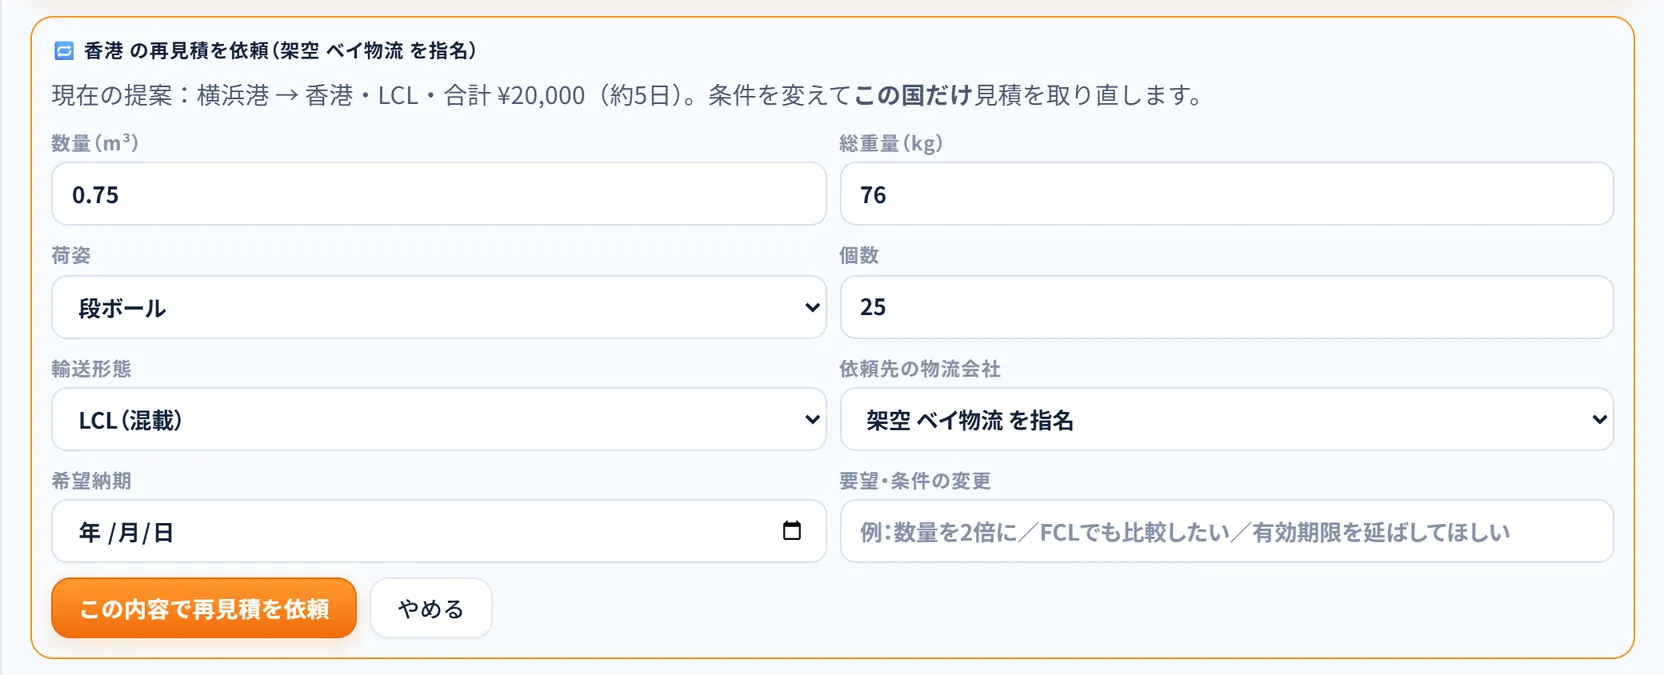 🔁 香港 の再見積を依頼（架空 ベイ物流 を指名）
現在の提案：横浜港 → 香港・LCL・合計 ¥20,000（約5日）。条件を変えてこの国だけ見積を取り直します。
数量（m³）
総重量（kg）
0.75
76
荷姿
個数
段ボール
25
輸送形態
依頼先の物流会社
LCL（混載）
架空 ベイ物流 を指名
希望納期
要望・条件の変更
年 /月/日
例：数量を2倍に／FCLでも比較したい／有効期限を延ばしてほしい
この内容で再見積を依頼
やめる